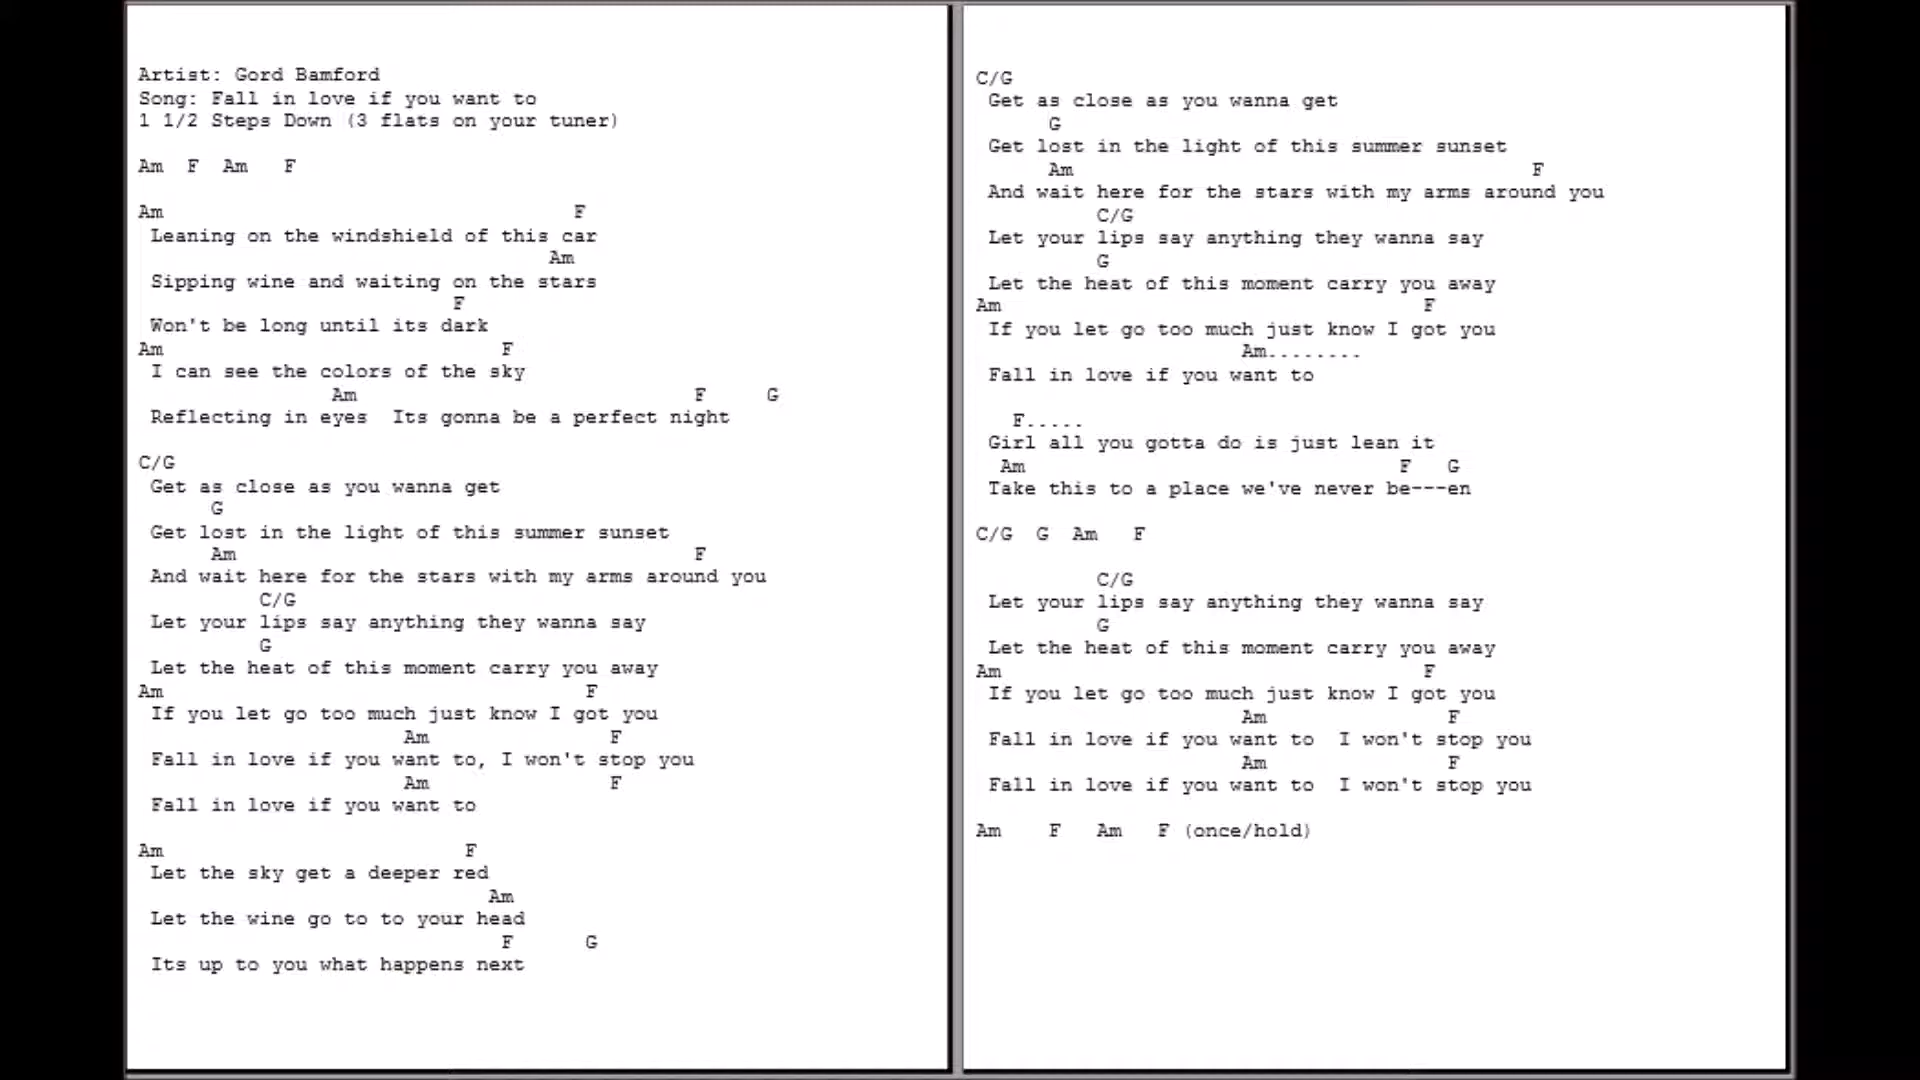 Artist: Gord Bamford
Song: Fall in love if you want to
1 1/2 Steps Down (3 flats on your tuner)
Am  F  Am   F
Am                                  F
Leaning on the windshield of this car
Am
Sipping wine and waiting on the stars
F
Won't be long until its dark
Am                            F
I can see the colors of the sky
Am                            F     G
Reflecting in eyes  Its gonna be a perfect night
C/G
Get as close as you wanna get
G
Get lost in the light of this summer sunset
Am                                      F
And wait here for the stars with my arms around you
C/G
Let your lips say anything they wanna say
G
Let the heat of this moment carry you away
Am                                   F
If you let go too much just know I got you
Am               F
Fall in love if you want to, I won't stop you
Am               F
Fall in love if you want to
Am                         F
Let the sky get a deeper red
Am
Let the wine go to to your head
F      G
Its up to you what happens next
C/G
Get as close as you wanna get
G
Get lost in the light of this summer sunset
Am                                      F
And wait here for the stars with my arms around you
C/G
Let your lips say anything they wanna say
G
Let the heat of this moment carry you away
Am                                   F
If you let go too much just know I got you
Am........
Fall in love if you want to
F.....
Girl all you gotta do is just lean it
Am                               F   G
Take this to a place we've never be---en
C/G  G  Am   F
C/G
Let your lips say anything they wanna say
G
Let the heat of this moment carry you away
Am                                   F
If you let go too much just know I got you
Am               F
Fall in love if you want to  I won't stop you
Am               F
Fall in love if you want to  I won't stop you
Am    F   Am   F (once/hold)